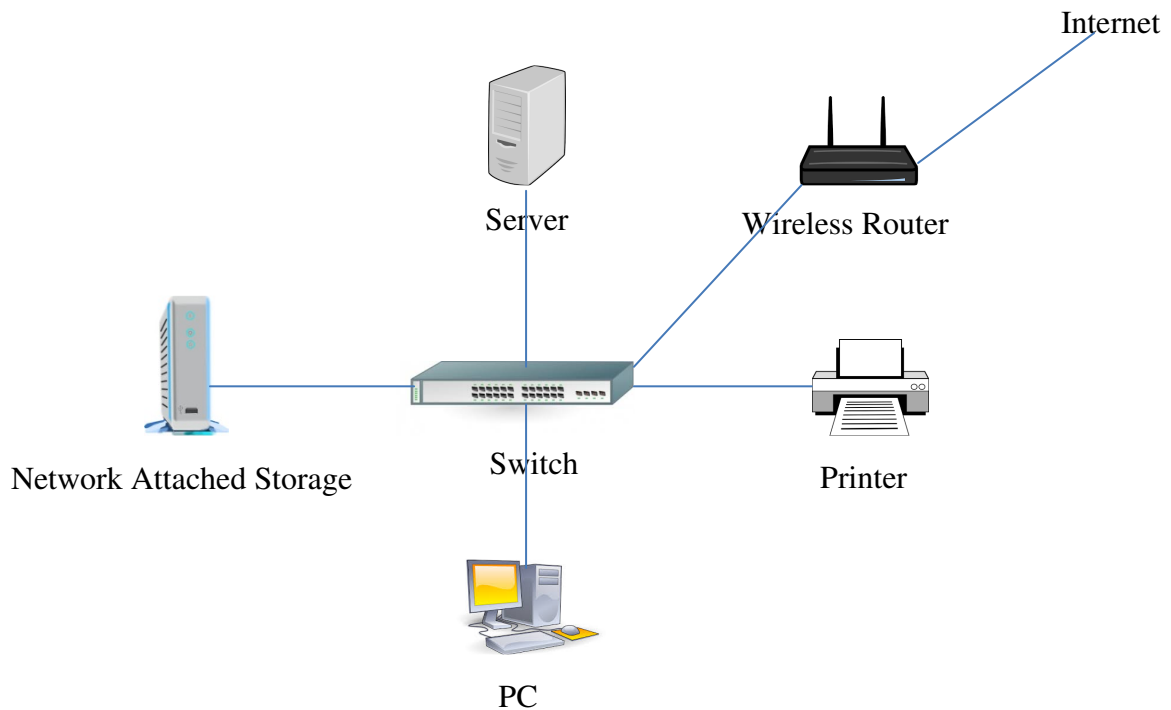 Internet
Server
Wireless Router
Switch
Network Attached Storage
Printer
PC